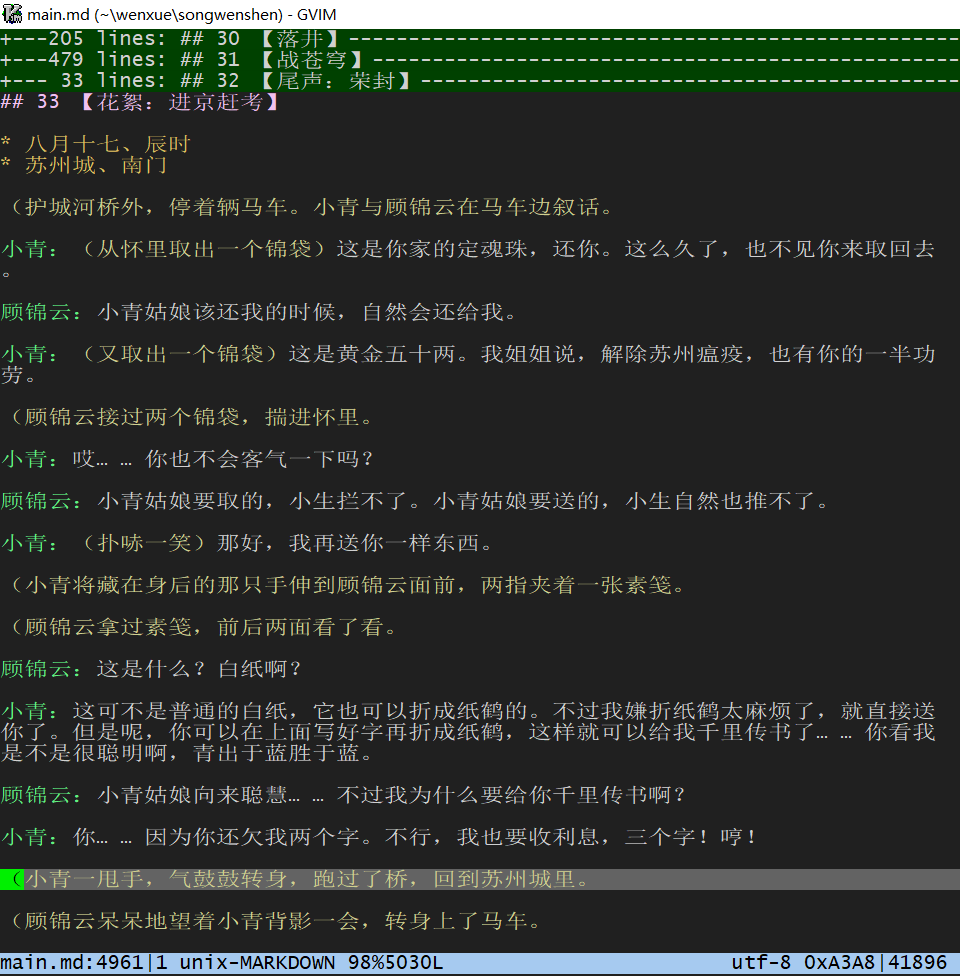 main.md (~\wenxue\songwenshen) - GVIM
+---205 lines: ## 30 【落井】--------------------------------------------------
+---479 lines: ## 31 【战苍穹】------------------------------------------------
+--- 33 lines: ## 32 【尾声：荣封】--------------------------------------------
## 33 【花絮：进京赶考】
* 八月十七、辰时
* 苏州城、南门
（护城河桥外，停着辆马车。小青与顾锦云在马车边叙话。
小青：（从怀里取出一个锦袋）这是你家的定魂珠，还你。这么久了，也不见你来取回去
。
顾锦云：小青姑娘该还我的时候，自然会还给我。
小青：（又取出一个锦袋）这是黄金五十两。我姐姐说，解除苏州瘟疫，也有你的一半功
劳。
（顾锦云接过两个锦袋，揣进怀里。
小青：哎… … 你也不会客气一下吗？
顾锦云：小青姑娘要取的，小生拦不了。小青姑娘要送的，小生自然也推不了。
小青：（扑哧一笑）那好，我再送你一样东西。
（小青将藏在身后的那只手伸到顾锦云面前，两指夹着一张素笺。
（顾锦云拿过素笺，前后两面看了看。
顾锦云：这是什么？白纸啊？
小青：这可不是普通的白纸，它也可以折成纸鹤的。不过我嫌折纸鹤太麻烦了，就直接送
你了。但是呢，你可以在上面写好字再折成纸鹤，这样就可以给我千里传书了… … 你看我
是不是很聪明啊，青出于蓝胜于蓝。
顾锦云：小青姑娘向来聪慧… … 不过我为什么要给你千里传书啊？
小青：你… … 因为你还欠我两个字。不行，我也要收利息，三个字！哼！
（小青一甩手，气鼓鼓转身，跑过了桥，回到苏州城里。
（顾锦云呆呆地望着小青背影一会，转身上了马车。
main.md:4961|1 unix-MARKDOWN 98%5030L utf-8 0xA3A8|41896